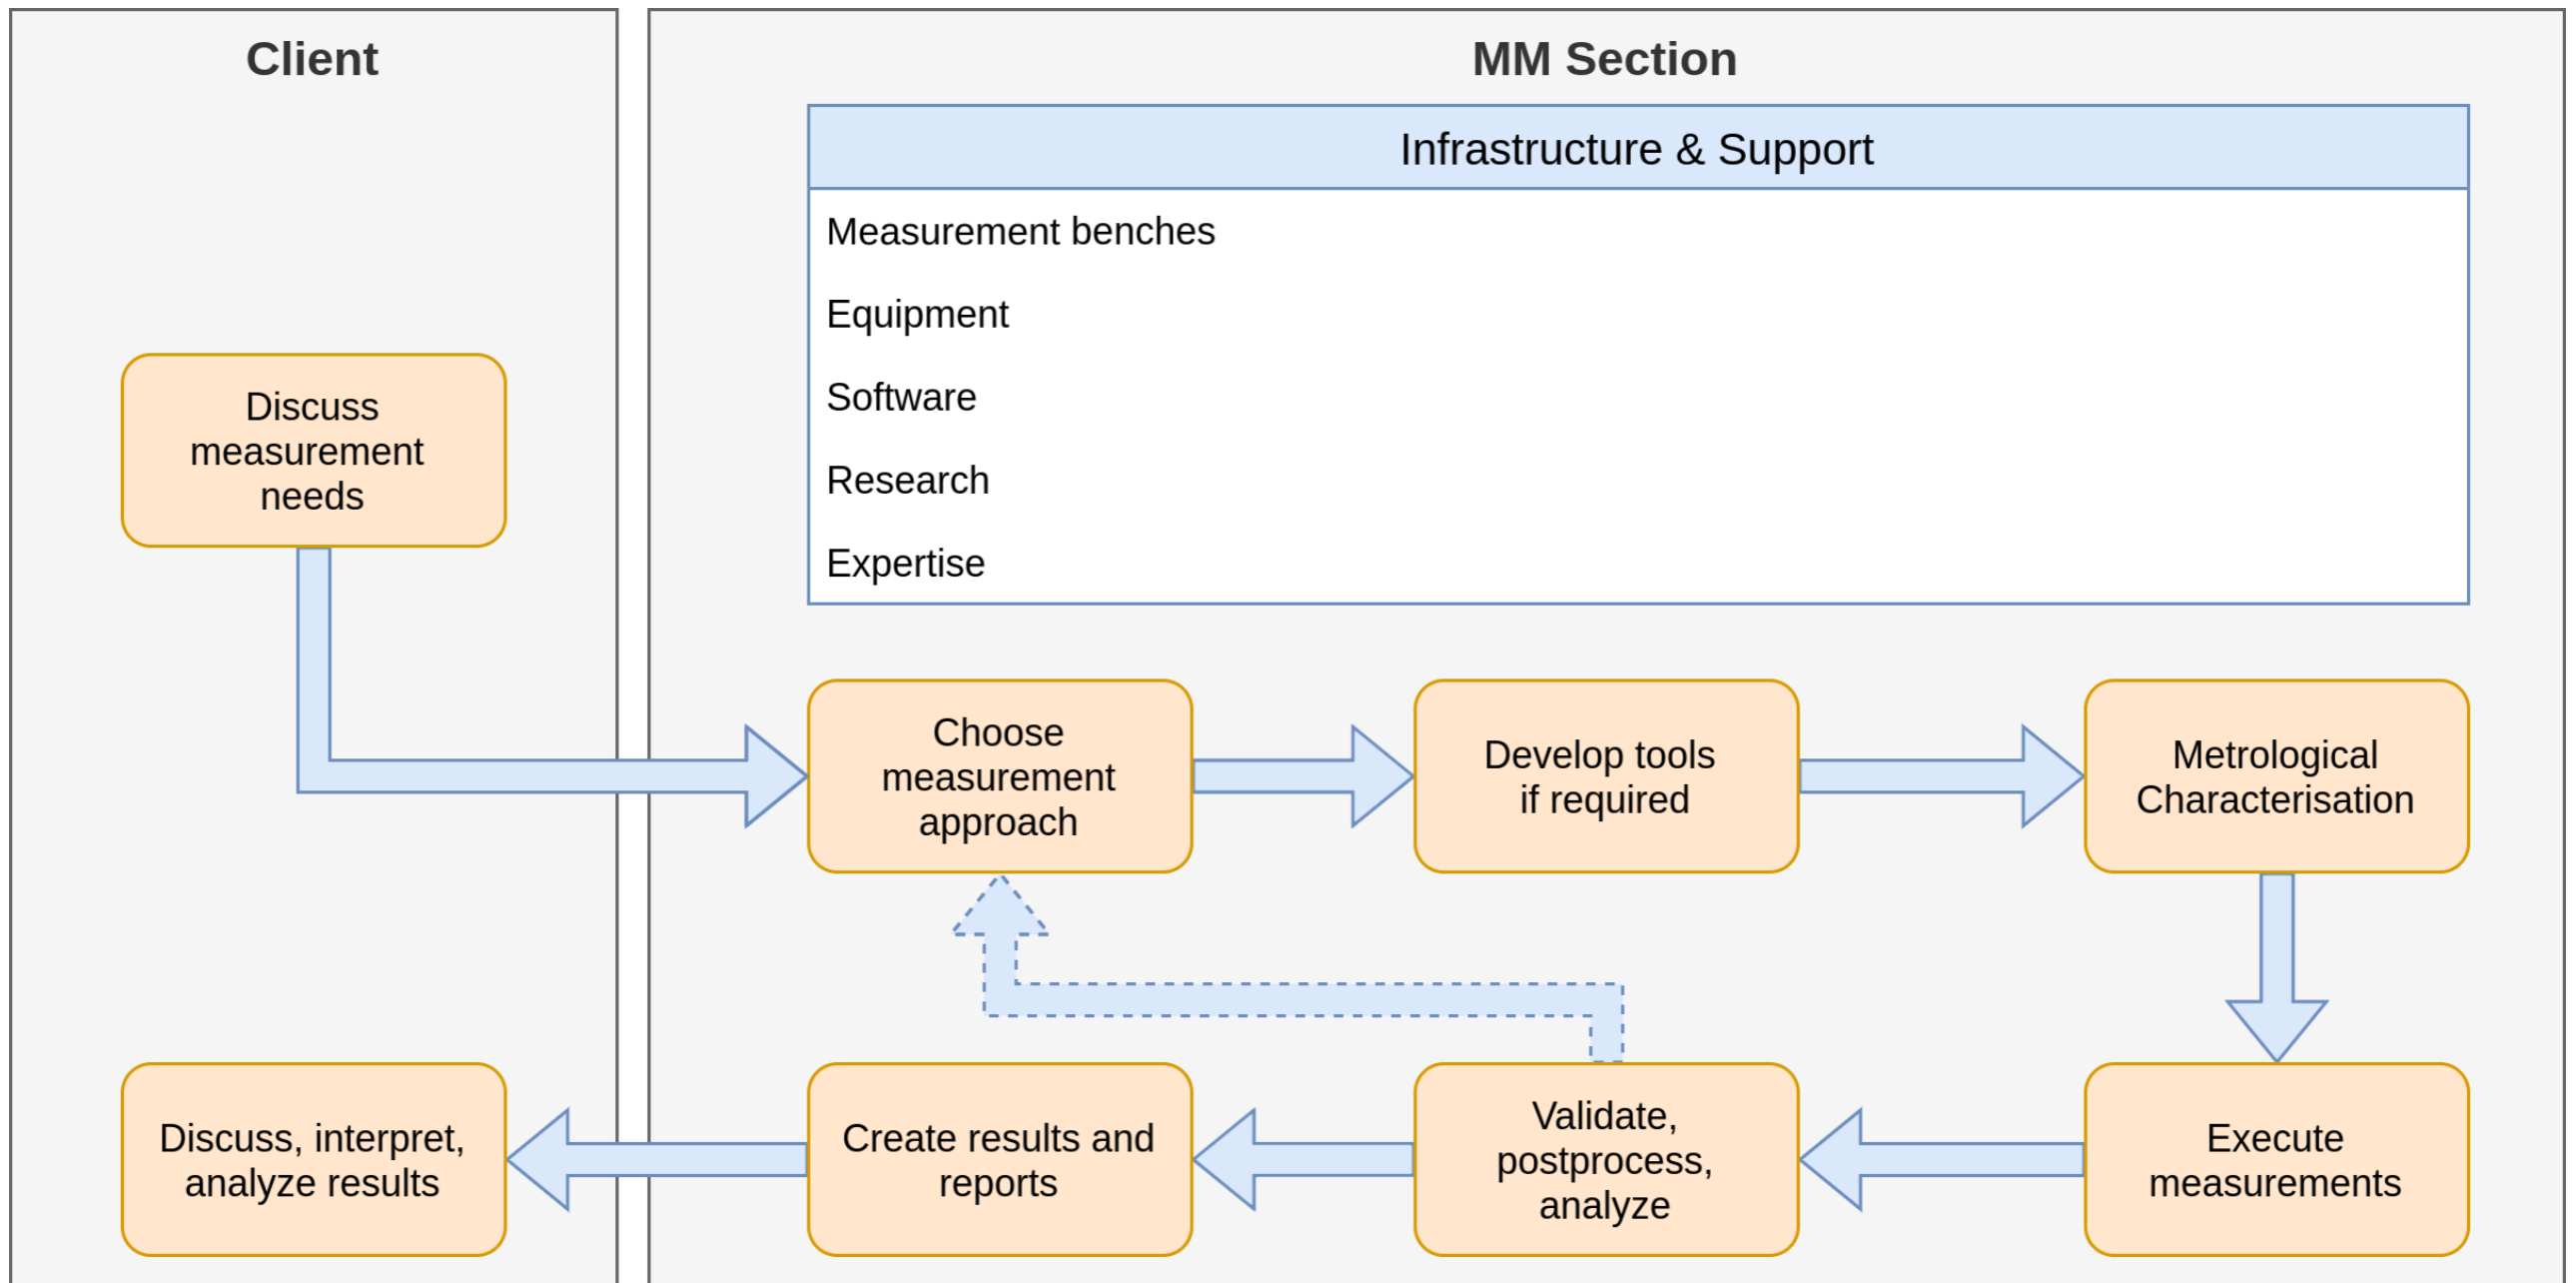 Client
MM Section
Infrastructure & Support
Measurement benches
Equipment
Software
Research
Expertise
Discuss
measurement
needs
Choose
measurement
approach
Develop tools
if required
Metrological
Characterisation
Execute
measurements
Validate,
postprocess,
analyze
Create results and
reports
Discuss, interpret,
analyze results